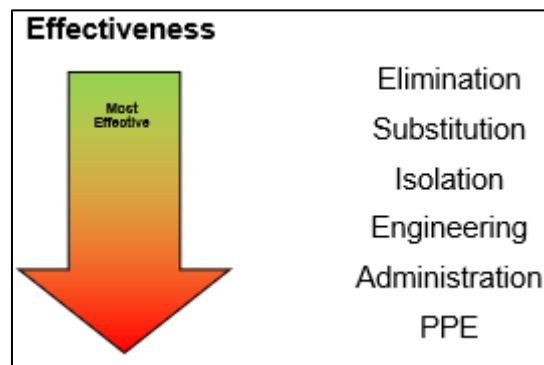 Effectiveness
Most
Effective
Elimination
Substitution
Isolation
Engineering
Administration
PPE